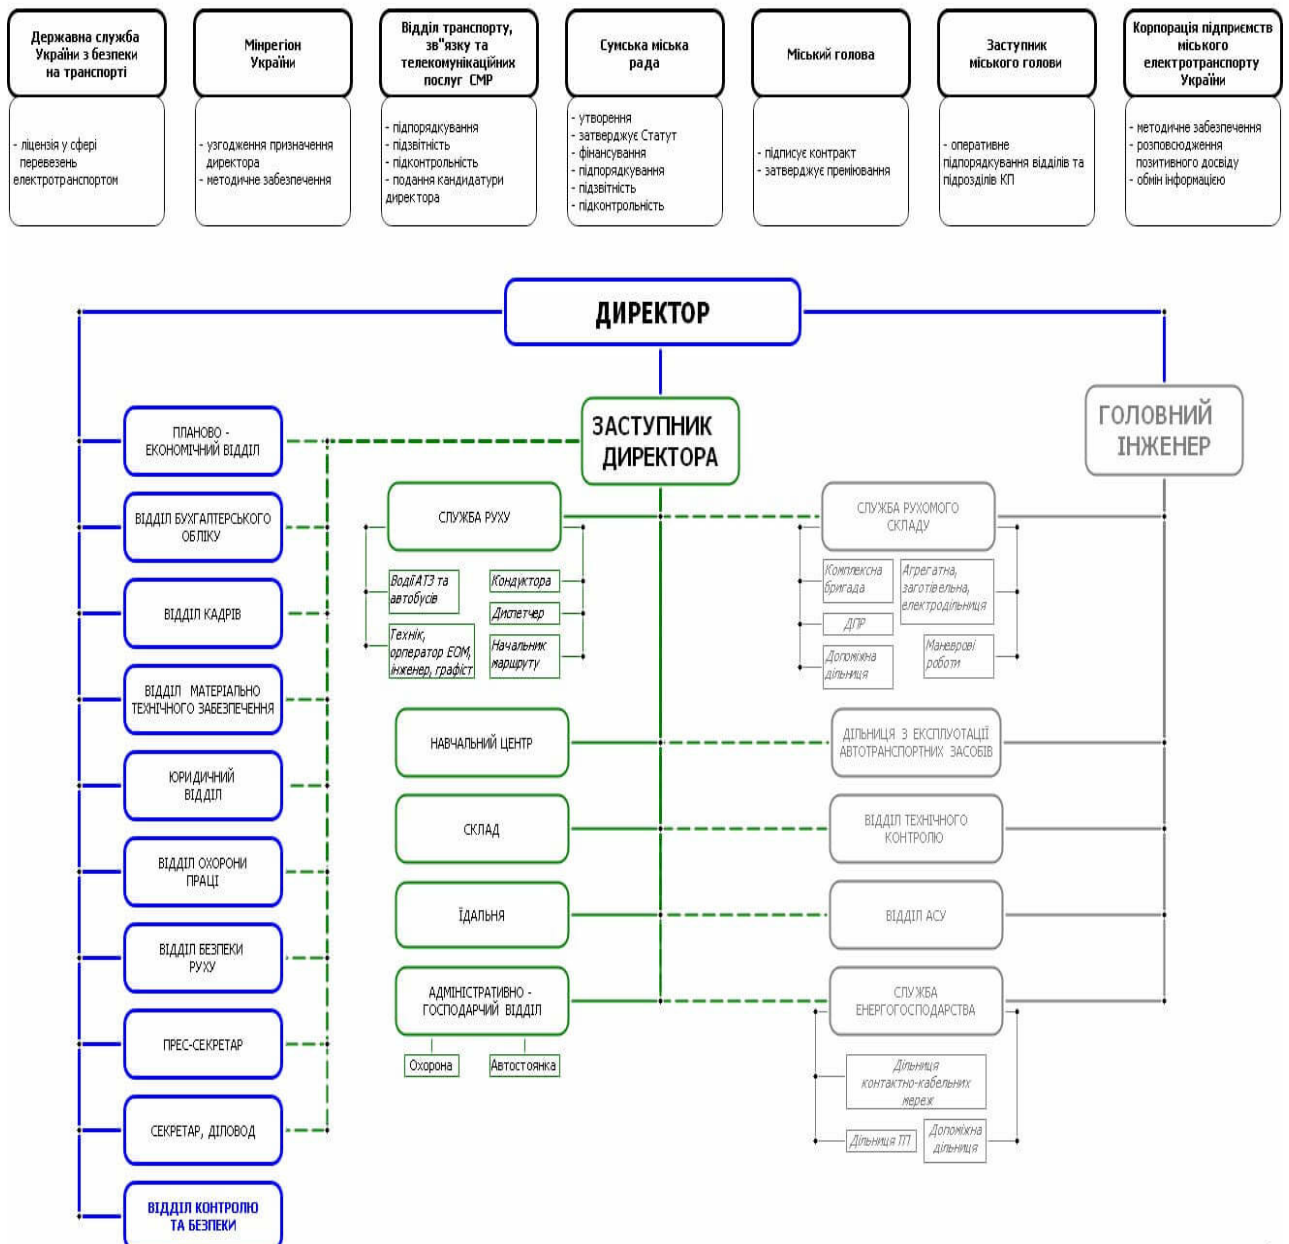 Державна служба
України з безпеки
на транспорті
Мінрегіон
України
Відділ транспорту,
зв"язку та
телекомунікаційних
послуг СМР
Сумська міська
рада
Міський голова
Заступник
міського голови
Корпорація підприємств
міського
електротранспорту
України
- ліцензія у сфері
перевезень
електротранспортом
- узгодження призначення
директора
- методичне забезпечення
- підпорядкування
- підзвітність
- підконтрольність
- подання кандидатури
директора
- утворення
- затверджує Статут
- фінансування
- підпорядкування
- підзвітність
- підконтрольність
- підписує контракт
- затверджує преміювання
- оперативне
підпорядкування відділів та
підрозділів КП
- методичне забезпечення
- розповсюдження
позитивного досвіду
- обмін інформацією
ДИРЕКТОР
ЗАСТУПНИК
ДИРЕКТОРА
ГОЛОВНИЙ
ІНЖЕНЕР
ПЛАНОВО -
ЕКОНОМІЧНИЙ ВІДДІЛ
ВІДДІЛ БУХГАЛТЕРСЬКОГО
ОБЛІКУ
ВІДДІЛ КАДРІВ
ВІДДІЛ МАТЕРІАЛЬНО
ТЕХНІЧНОГО ЗАБЕЗПЕЧЕННЯ
ЮРИДИЧНИЙ
ВІДДІЛ
ВІДДІЛ ОХОРОНИ
ПРАЦІ
ВІДДІЛ БЕЗПЕКИ
РУХУ
ПРЕС-СЕКРЕТАР
СЕКРЕТАР, ДІЛОВОД
ВІДДІЛ КОНТРОЛЮ
ТА БЕЗПЕКИ
СЛУЖБА РУХУ
Водії АТЗ та
автобусів
Технік,
орператор ЕОМ,
інженер, графіст
Кондуктора
Диспетчер
Начальник
маршруту
НАВЧАЛЬНИЙ ЦЕНТР
СКЛАД
ЇДАЛЬНЯ
АДМІНІСТРАТИВНО -
ГОСПОДАРЧИЙ ВІДДІЛ
Охорона
Автостоянка
СЛУЖБА РУХОМОГО
СКЛАДУ
Комплексна
бригада
ДПР
Допоміжна
дільниця
Агрегатна,
заготівельна,
електродільниця
Маневрові
роботи
ДІЛЬНИЦЯ З ЕКСПЛУОТАЦІЇ
АВТОТРАНСПОРТНИХ ЗАСОБІВ
ВІДДІЛ ТЕХНІЧНОГО
КОНТРОЛЮ
ВІДДІЛ АСУ
СЛУЖБА
ЕНЕРГОГОСПОДАРСТВА
Дільниця
контактно-кабельних
мереж
Дільниця ТП
Допоміжна
дільниця